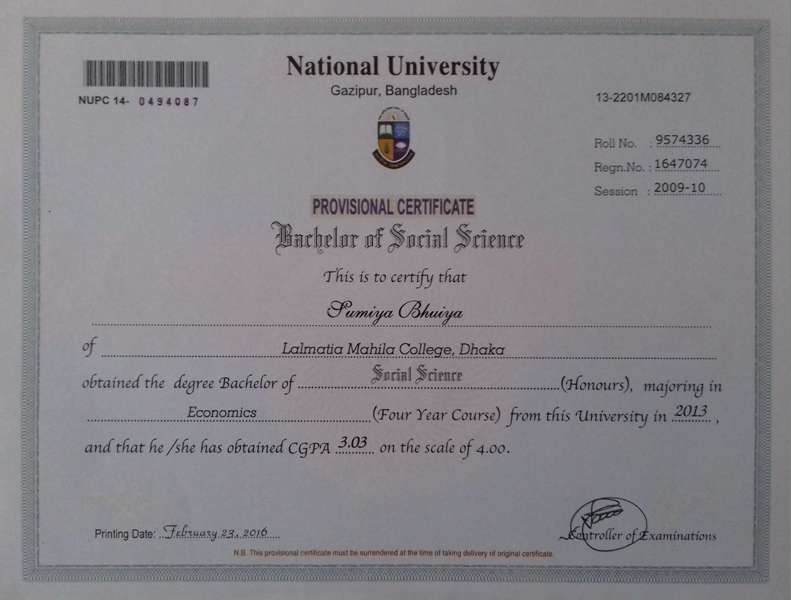 National University
Gazipur, Bangladesh
NUPC 14- 0494087
13-2201M084327
Roll No. : 9574336
Regn.No. : 1647074
Session : 2009-10
PROVISIONAL CERTIFICATE
Bachelor of Social Science
This is to certify that
Sumiya Bhuiya
of Lalmatia Mahila College, Dhaka
obtained the degree Bachelor of Social Science (Honours), majoring in
Economics (Four Year Course) from this University in 2013 ,
and that he /she has obtained CGPA 3.03 on the scale of 4.00.
Printing Date: February 23, 2016
Controller of Examinations
N.B. This provisional certificate must be surrendered at the time of taking delivery of original certificate.